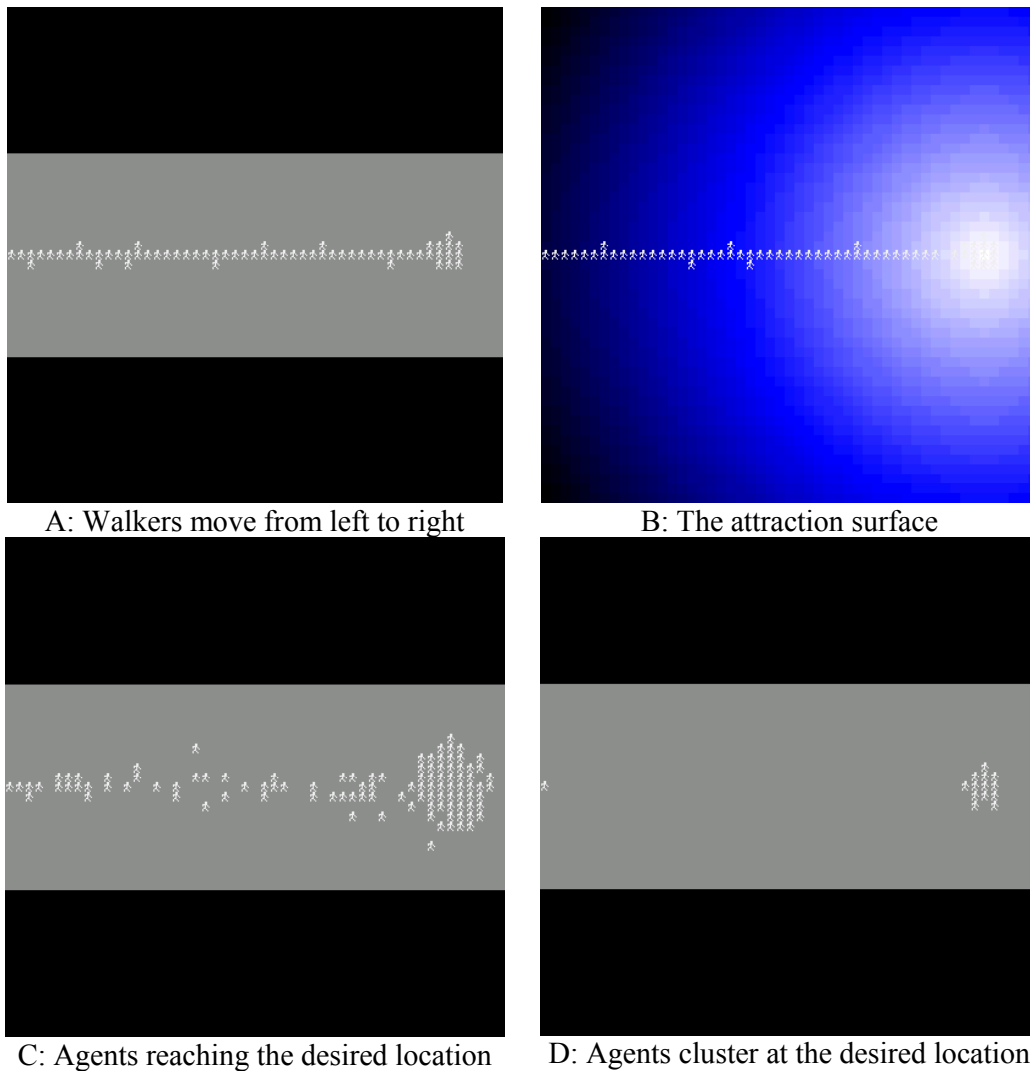 A: Walkers move from left to right
B: The attraction surface
C: Agents reaching the desired location
D: Agents cluster at the desired location